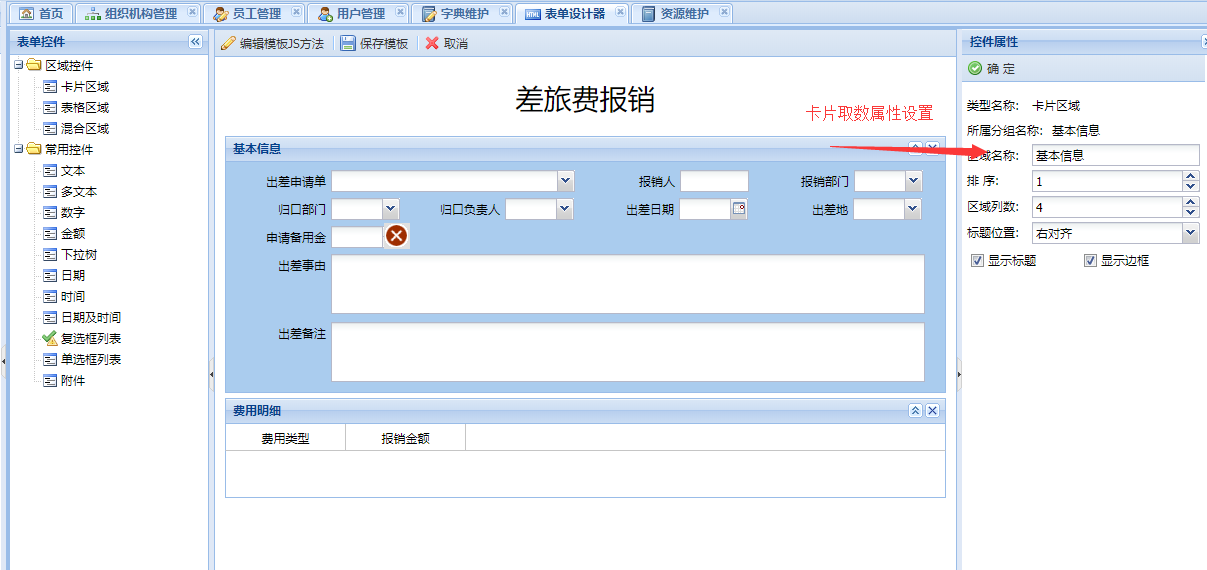 首页 组织机构管理 员工管理 用户管理 字典维护 表单设计器 资源维护
表单控件
区域控件
卡片区域
表格区域
混合区域
常用控件
文本
多文本
数字
金额
下拉树
日期
时间
日期及时间
复选框列表
单选框列表
附件
编辑模板JS方法 保存模板 取消
差旅费报销
卡片取数属性设置
基本信息
出差申请单 报销人 报销部门
归口部门 归口负责人 出差日期 出差地
申请备用金
出差事由
出差备注
费用明细
费用类型 报销金额
控件属性
确 定
类型名称: 卡片区域
所属分组名称: 基本信息
区域名称: 基本信息
排 序: 1
区域列数: 4
标题位置: 右对齐
显示标题 显示边框